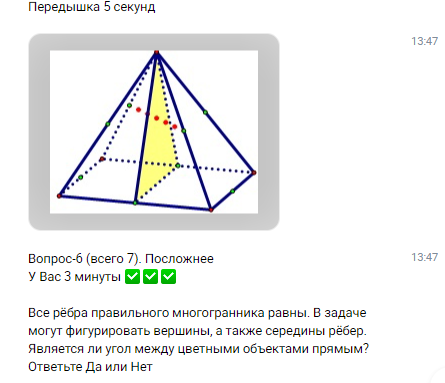 Передышка 5 секунд
13:47
Вопрос-6 (всего 7). Посложнее
13:47
У Вас 3 минуты ✅✅✅
Все рёбра правильного многогранника равны. В задаче
могут фигурировать вершины, а также середины рёбер.
Является ли угол между цветными объектами прямым?
Ответьте Да или Нет